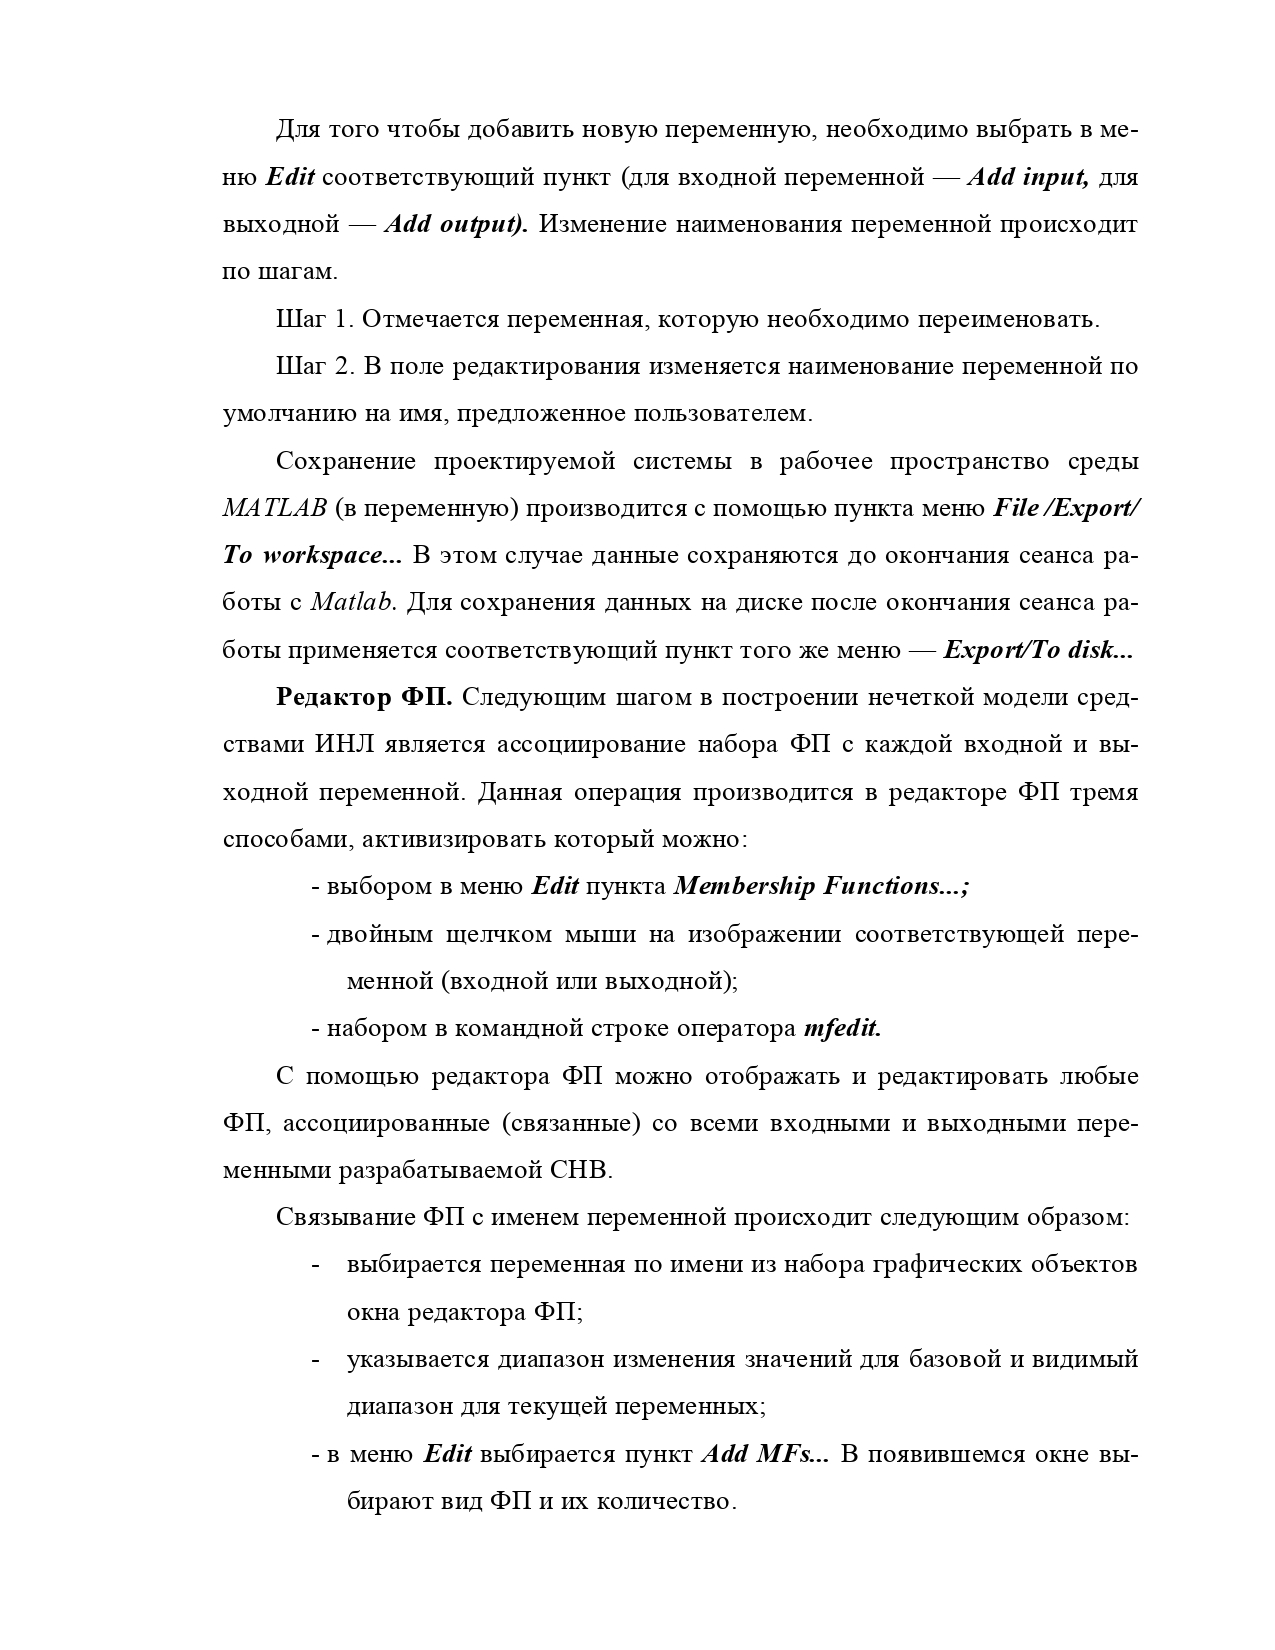 Для того чтобы добавить новую переменную, необходимо выбрать в ме-
ню Edit соответствующий пункт (для входной переменной — Add input, для
выходной — Add output). Изменение наименования переменной происходит
по шагам.
Шаг 1. Отмечается переменная, которую необходимо переименовать.
Шаг 2. В поле редактирования изменяется наименование переменной по
умолчанию на имя, предложенное пользователем.
Сохранение проектируемой системы в рабочее пространство среды
MATLAB (в переменную) производится с помощью пункта меню File /Export/
To workspace... В этом случае данные сохраняются до окончания сеанса ра-
боты с Matlab. Для сохранения данных на диске после окончания сеанса ра-
боты применяется соответствующий пункт того же меню — Export/To disk...
Редактор ФП. Следующим шагом в построении нечеткой модели сред-
ствами ИНЛ является ассоциирование набора ФП с каждой входной и вы-
ходной переменной. Данная операция производится в редакторе ФП тремя
способами, активизировать который можно:
- выбором в меню Edit пункта Membership Functions...;
- двойным щелчком мыши на изображении соответствующей пере-
менной (входной или выходной);
- набором в командной строке оператора mfedit.
С помощью редактора ФП можно отображать и редактировать любые
ФП, ассоциированные (связанные) со всеми входными и выходными пере-
менными разрабатываемой СНВ.
Связывание ФП с именем переменной происходит следующим образом:
- выбирается переменная по имени из набора графических объектов
окна редактора ФП;
- указывается диапазон изменения значений для базовой и видимый
диапазон для текущей переменных;
- в меню Edit выбирается пункт Add MFs... В появившемся окне вы-
бирают вид ФП и их количество.